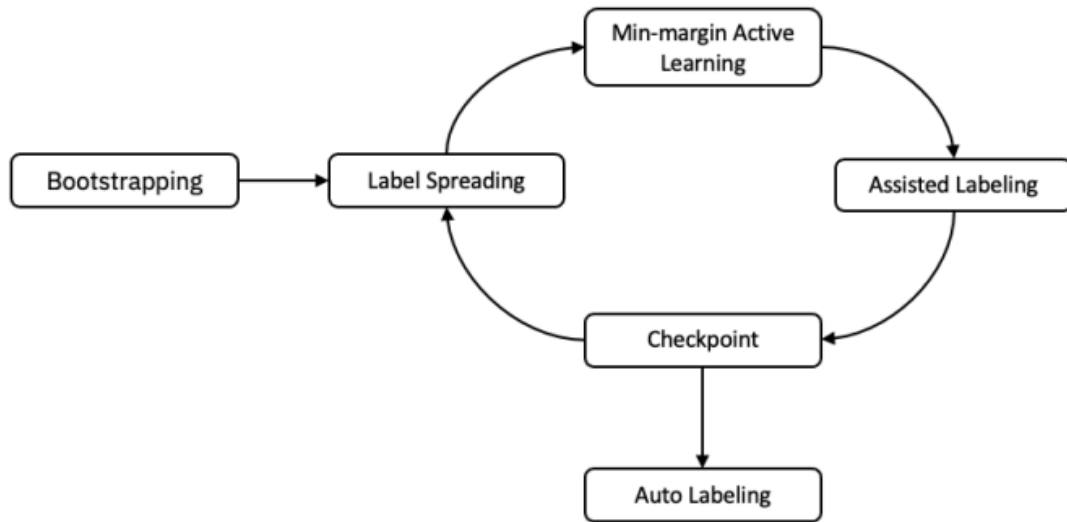 Min-margin Active
Learning
Bootstrapping
Label Spreading
Assisted Labeling
Checkpoint
Auto Labeling